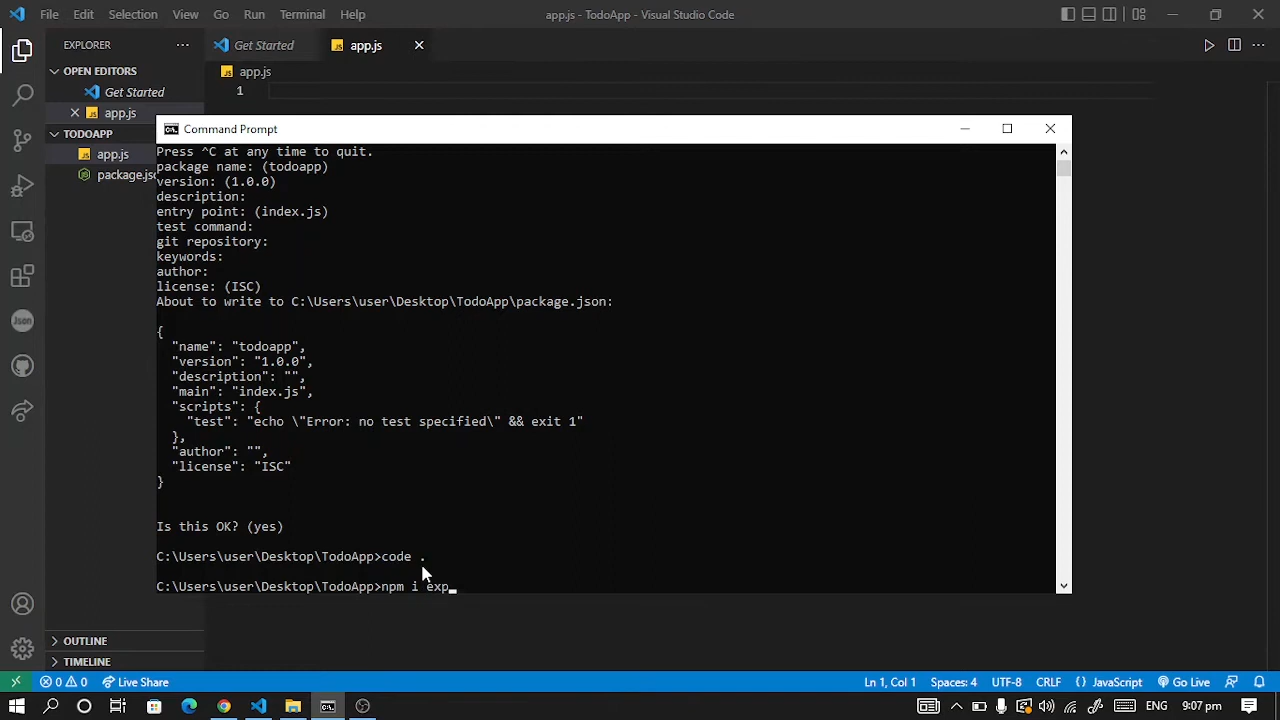 File Edit Selection View Go Run Terminal Help app.js - TodoApp - Visual Studio Code
EXPLORER
Get Started
app.js
OPEN EDITORS
app.js
Get Started
1
app.js
TODOAPP
app.js
package.jso
Command Prompt
Press ^C at any time to quit.
package name: (todoapp)
version: (1.0.0)
description:
entry point: (index.js)
test command:
git repository:
keywords:
author:
license: (ISC)
About to write to C:\Users\user\Desktop\TodoApp\package.json:
{
"name": "todoapp",
"version": "1.0.0",
"description": "",
"main": "index.js",
"scripts": {
"test": "echo \"Error: no test specified\" && exit 1"
},
"author": "",
"license": "ISC"
}
Is this OK? (yes)
C:\Users\user\Desktop\TodoApp>code .
C:\Users\user\Desktop\TodoApp>npm i exp
Json
OUTLINE
TIMELINE
0 0 Live Share Ln 1, Col 1 Spaces: 4 UTF-8 CRLF {} JavaScript Go Live
ENG 9:07 pm